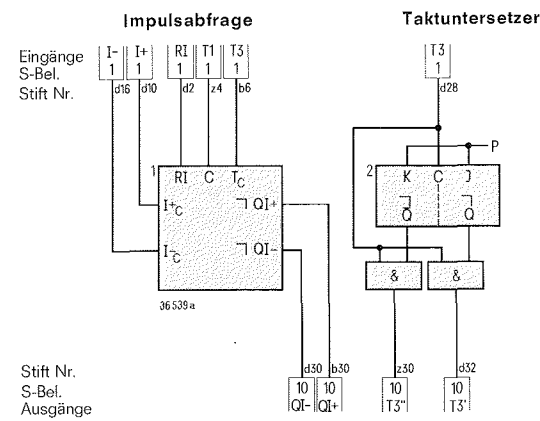 Impulsabfrage Taktuntersetzer
Eingänge I- I+ RI T1 T3 T3
S-Bel. 1 1 1 1 1 1
Stift Nr. d16 d10 d2 z4 b6 d28
P
1 RI C TC 2 K C J
I+C QI+ Q Q
I-C QI-
& &
36539a
Stift Nr. d30 b30 z30 d32
S-Bel. 10 10 10 10
Ausgänge QI- QI+ T3" T3'